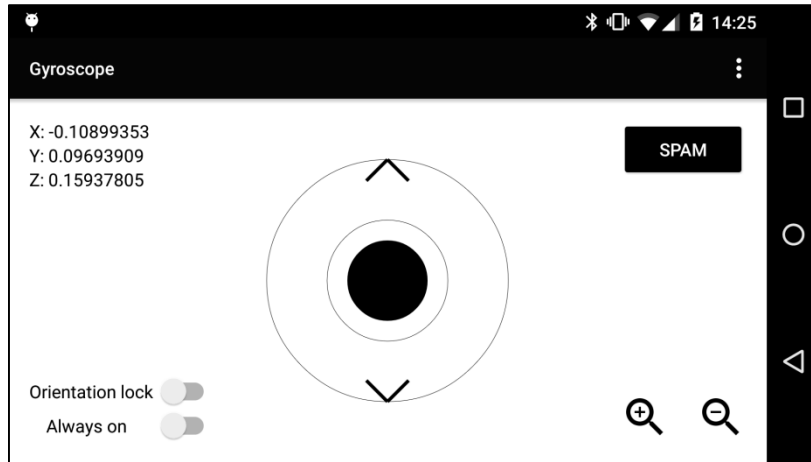 14:25
Gyroscope
X: -0.10899353
Y: 0.09693909
Z: 0.15937805
SPAM
Orientation lock
Always on